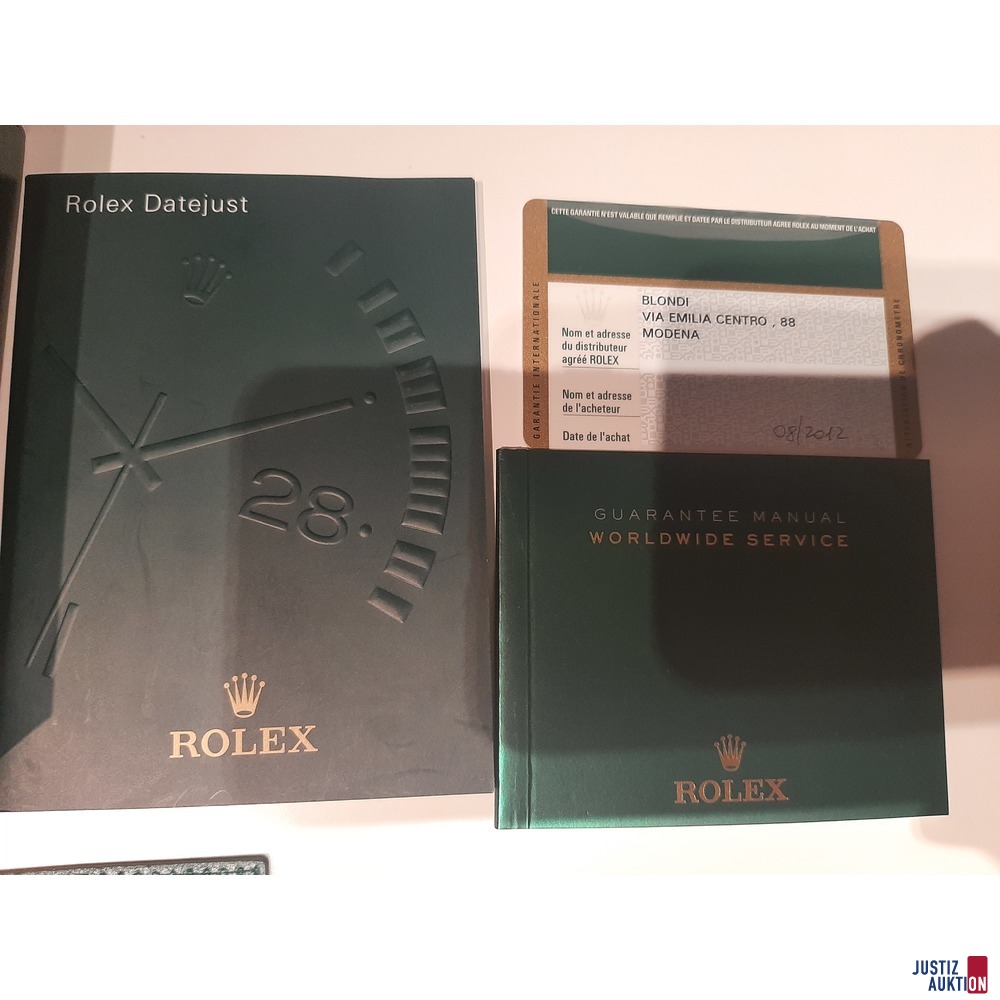 Rolex Datejust
28.
ROLEX
CETTE GARANTIE N'EST VALABLE QUE REMPLIE ET DATEE PAR LE DISTRIBUTEUR AGREE ROLEX AU MOMENT DE L'ACHAT
GARANTIE INTERNATIONALE
BLONDI
VIA EMILIA CENTRO , 88
MODENA
Nom et adresse
du distributeur
agréé ROLEX
Nom et adresse
de l'acheteur
Date de l'achat
08/2012
CHRONOMETRE
GUARANTEE MANUAL
WORLDWIDE SERVICE
ROLEX
JUSTIZ
AUKTION